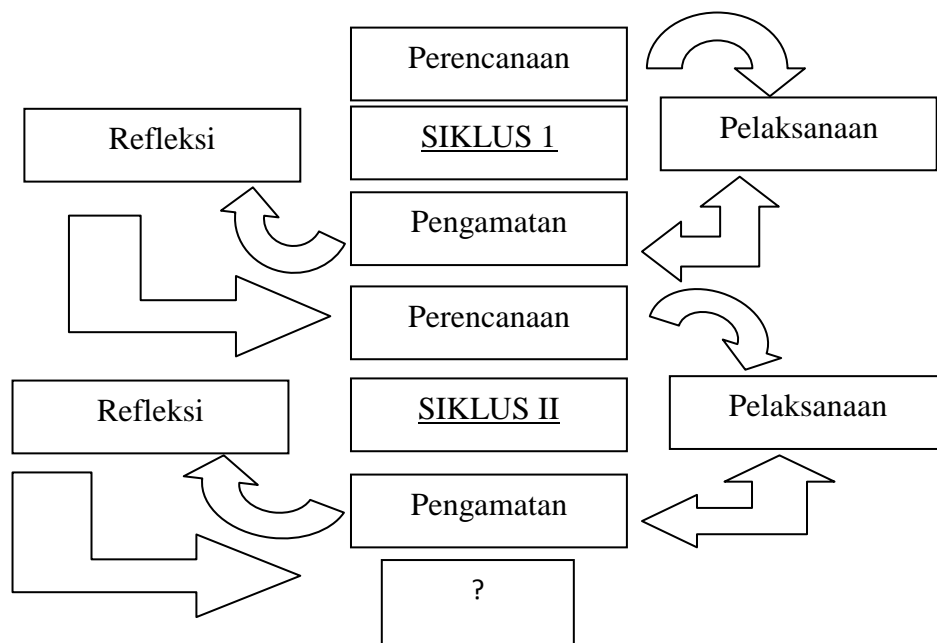 Perencanaan
Pelaksanaan
Refleksi
SIKLUS 1
Pengamatan
Perencanaan
Pelaksanaan
Refleksi
SIKLUS II
Pengamatan
?